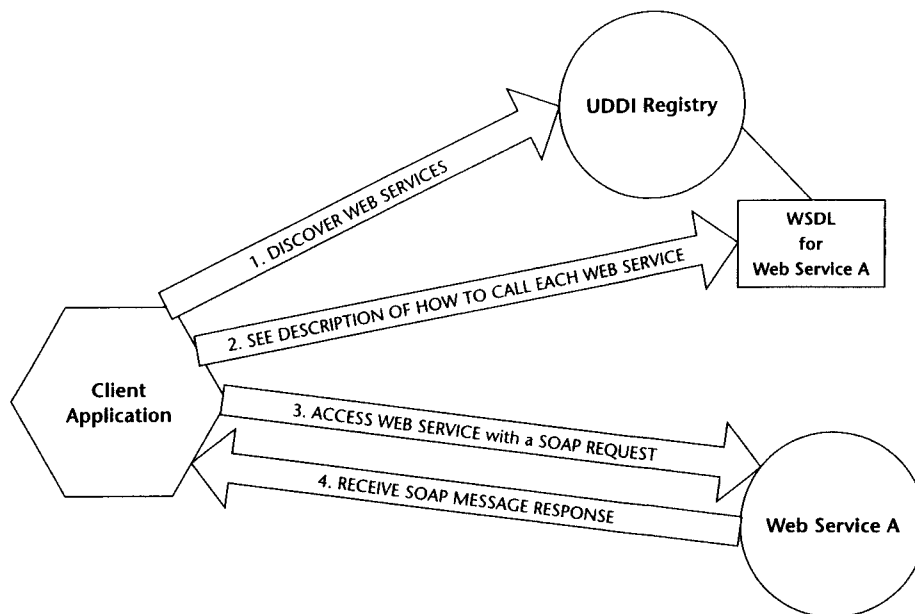 UDDI Registry
1. DISCOVER WEB SERVICES
WSDL
for
Web Service A
2. SEE DESCRIPTION OF HOW TO CALL EACH WEB SERVICE
Client
Application
3. ACCESS WEB SERVICE with a SOAP REQUEST
4. RECEIVE SOAP MESSAGE RESPONSE
Web Service A